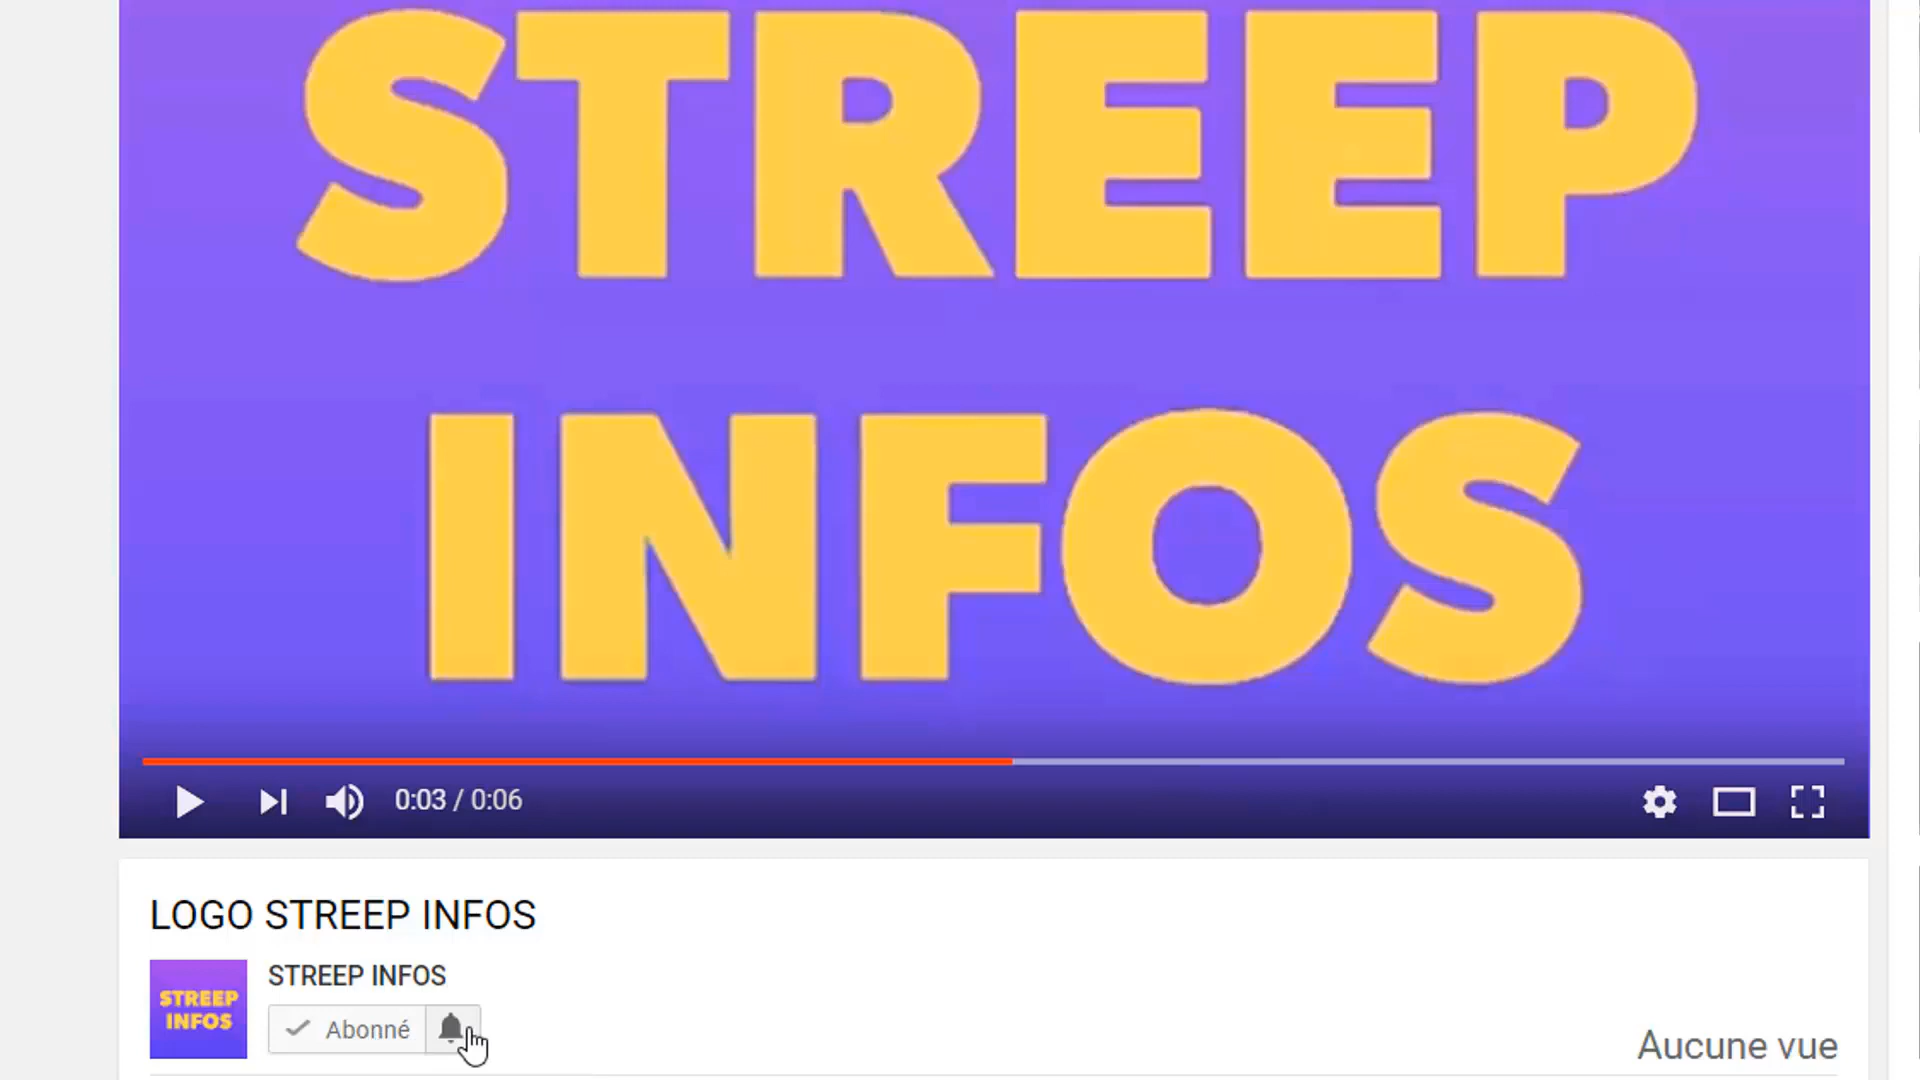 STREEP
INFOS
0:03 / 0:06
LOGO STREEP INFOS
STREEP INFOS
STREEP
INFOS
Abonné
Aucune vue